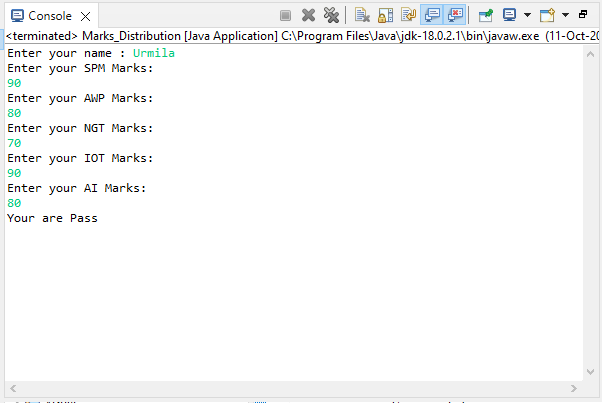 Console
<terminated> Marks_Distribution [Java Application] C:\Program Files\Java\jdk-18.0.2.1\bin\javaw.exe (11-Oct-20
Enter your name : Urmila
Enter your SPM Marks:
90
Enter your AWP Marks:
80
Enter your NGT Marks:
70
Enter your IOT Marks:
90
Enter your AI Marks:
80
Your are Pass